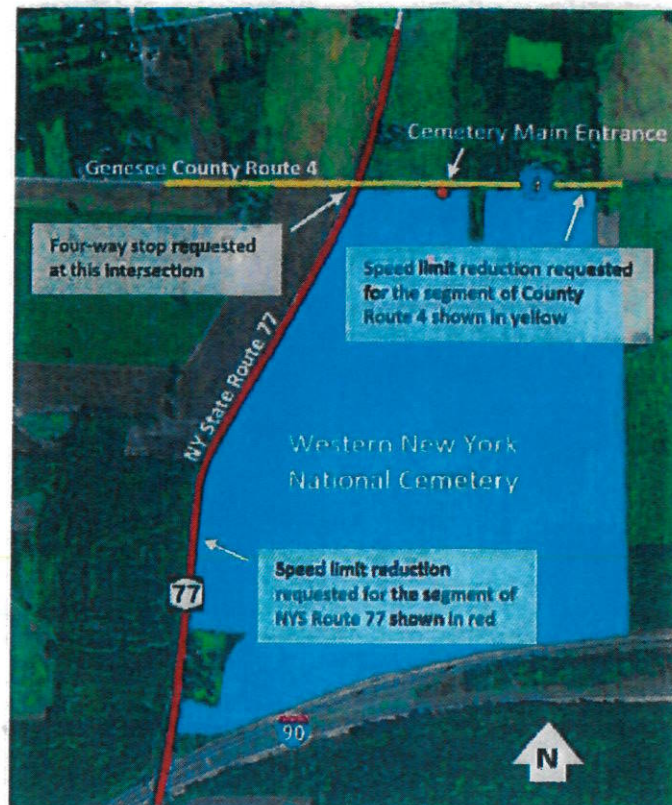 Cemetery Main Entrance
Genesee County Route 4
4
Four-way stop requested
at this intersection
Speed limit reduction requested
for the segment of County
Route 4 shown in yellow
NY State Route 77
Western New York
National Cemetery
Speed limit reduction
requested for the segment of
NYS Route 77 shown in red
77
90
N